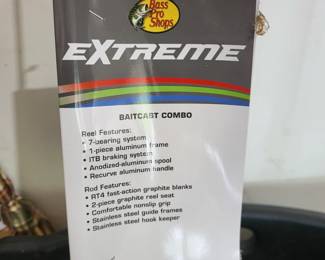 Bass
Pro
Shops
EXTREME
BAITCAST COMBO
Reel Features:
• 7-bearing system
• 1-piece aluminum frame
• ITB braking system
• Anodized-aluminum spool
• Recurve aluminum handle
Rod Features:
• RT4 fast-action graphite blanks
• 2-piece graphite reel seat
• Comfortable nonslip grip
• Stainless steel guide frames
• Stainless steel hook keeper